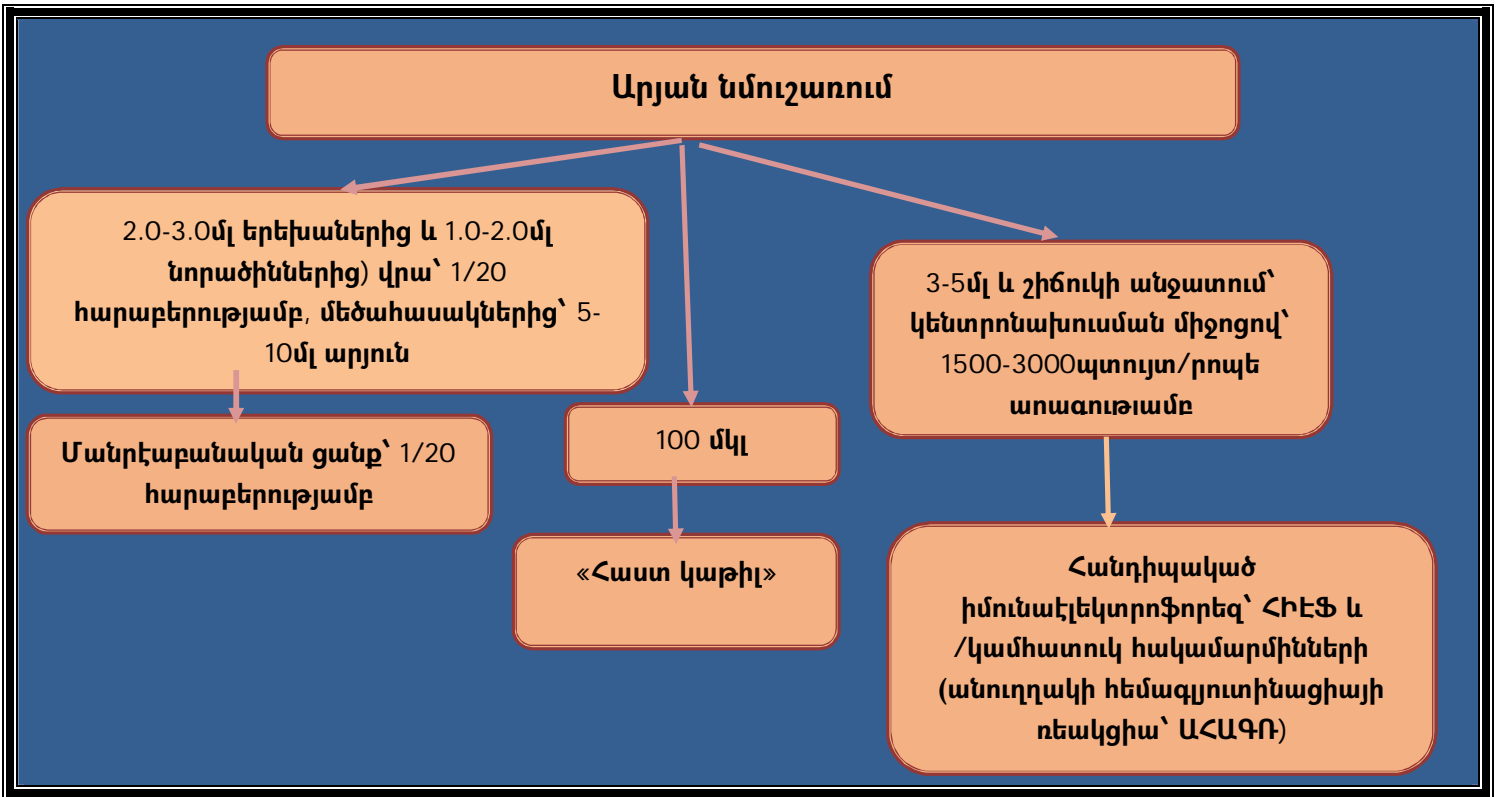 Արյան նմուշառում
2.0-3.0մլ երեխաներից և 1.0-2.0մլ
նորածիններից) վրա՝ 1/20
հարաբերությամբ, մեծահասակներից՝ 5-
10մլ արյուն
Մանրէաբանական ցանք՝ 1/20
հարաբերությամբ
100 մկլ
«Հաստ կաթիլ»
3-5մլ և շիճուկի անջատում՝
կենտրոնախուսման միջոցով՝
1500-3000պտույտ/րոպե
արագությամբ
Հանդիպակած
իմունաէլեկտրոֆորեզ՝ ՀԻԷՖ և
/կամհատուկ հակամարմինների
(անուղղակի հեմագլյուտինացիայի
ռեակցիա՝ ԱՀԱԳՌ)